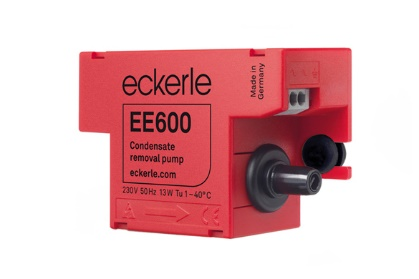 eckerle
EE600
Condensate
removal pump
eckerle.com
230V 50Hz 13W Tu 1–40°C
Made in
Germany